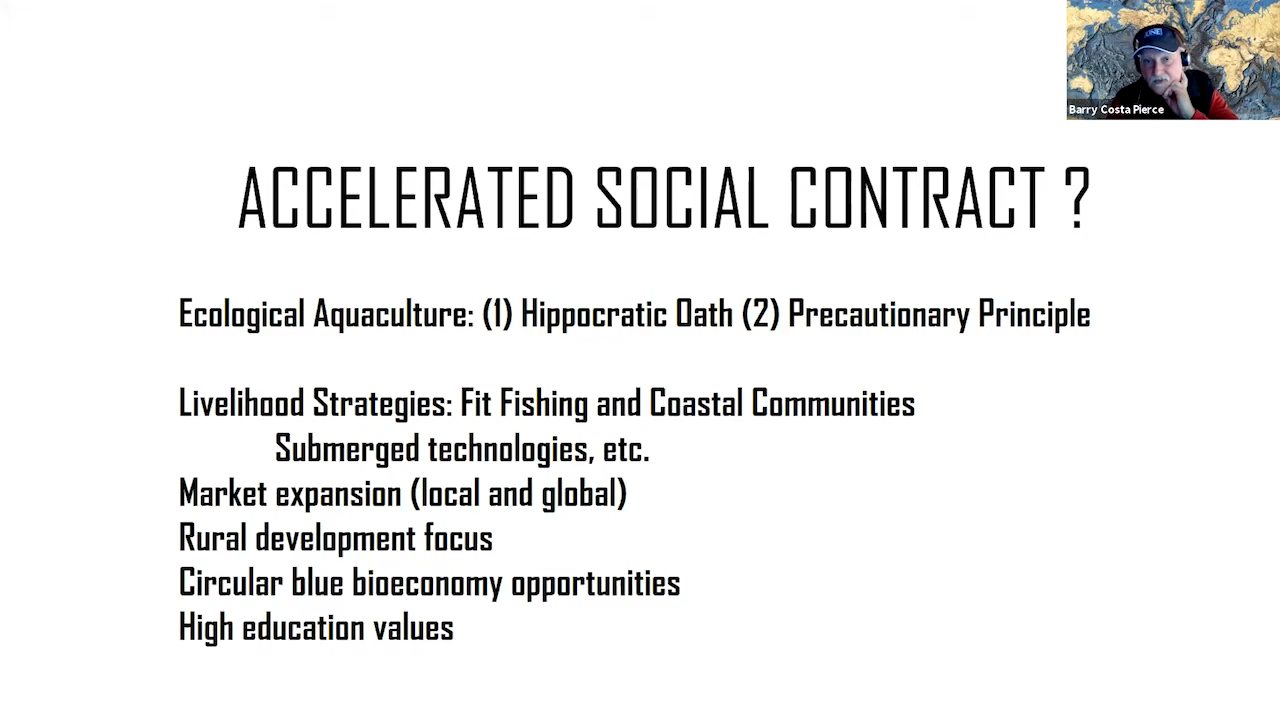 Barry Costa Pierce
ACCELERATED SOCIAL CONTRACT ?
Ecological Aquaculture: (1) Hippocratic Oath (2) Precautionary Principle
Livelihood Strategies: Fit Fishing and Coastal Communities
Submerged technologies, etc.
Market expansion (local and global)
Rural development focus
Circular blue bioeconomy opportunities
High education values